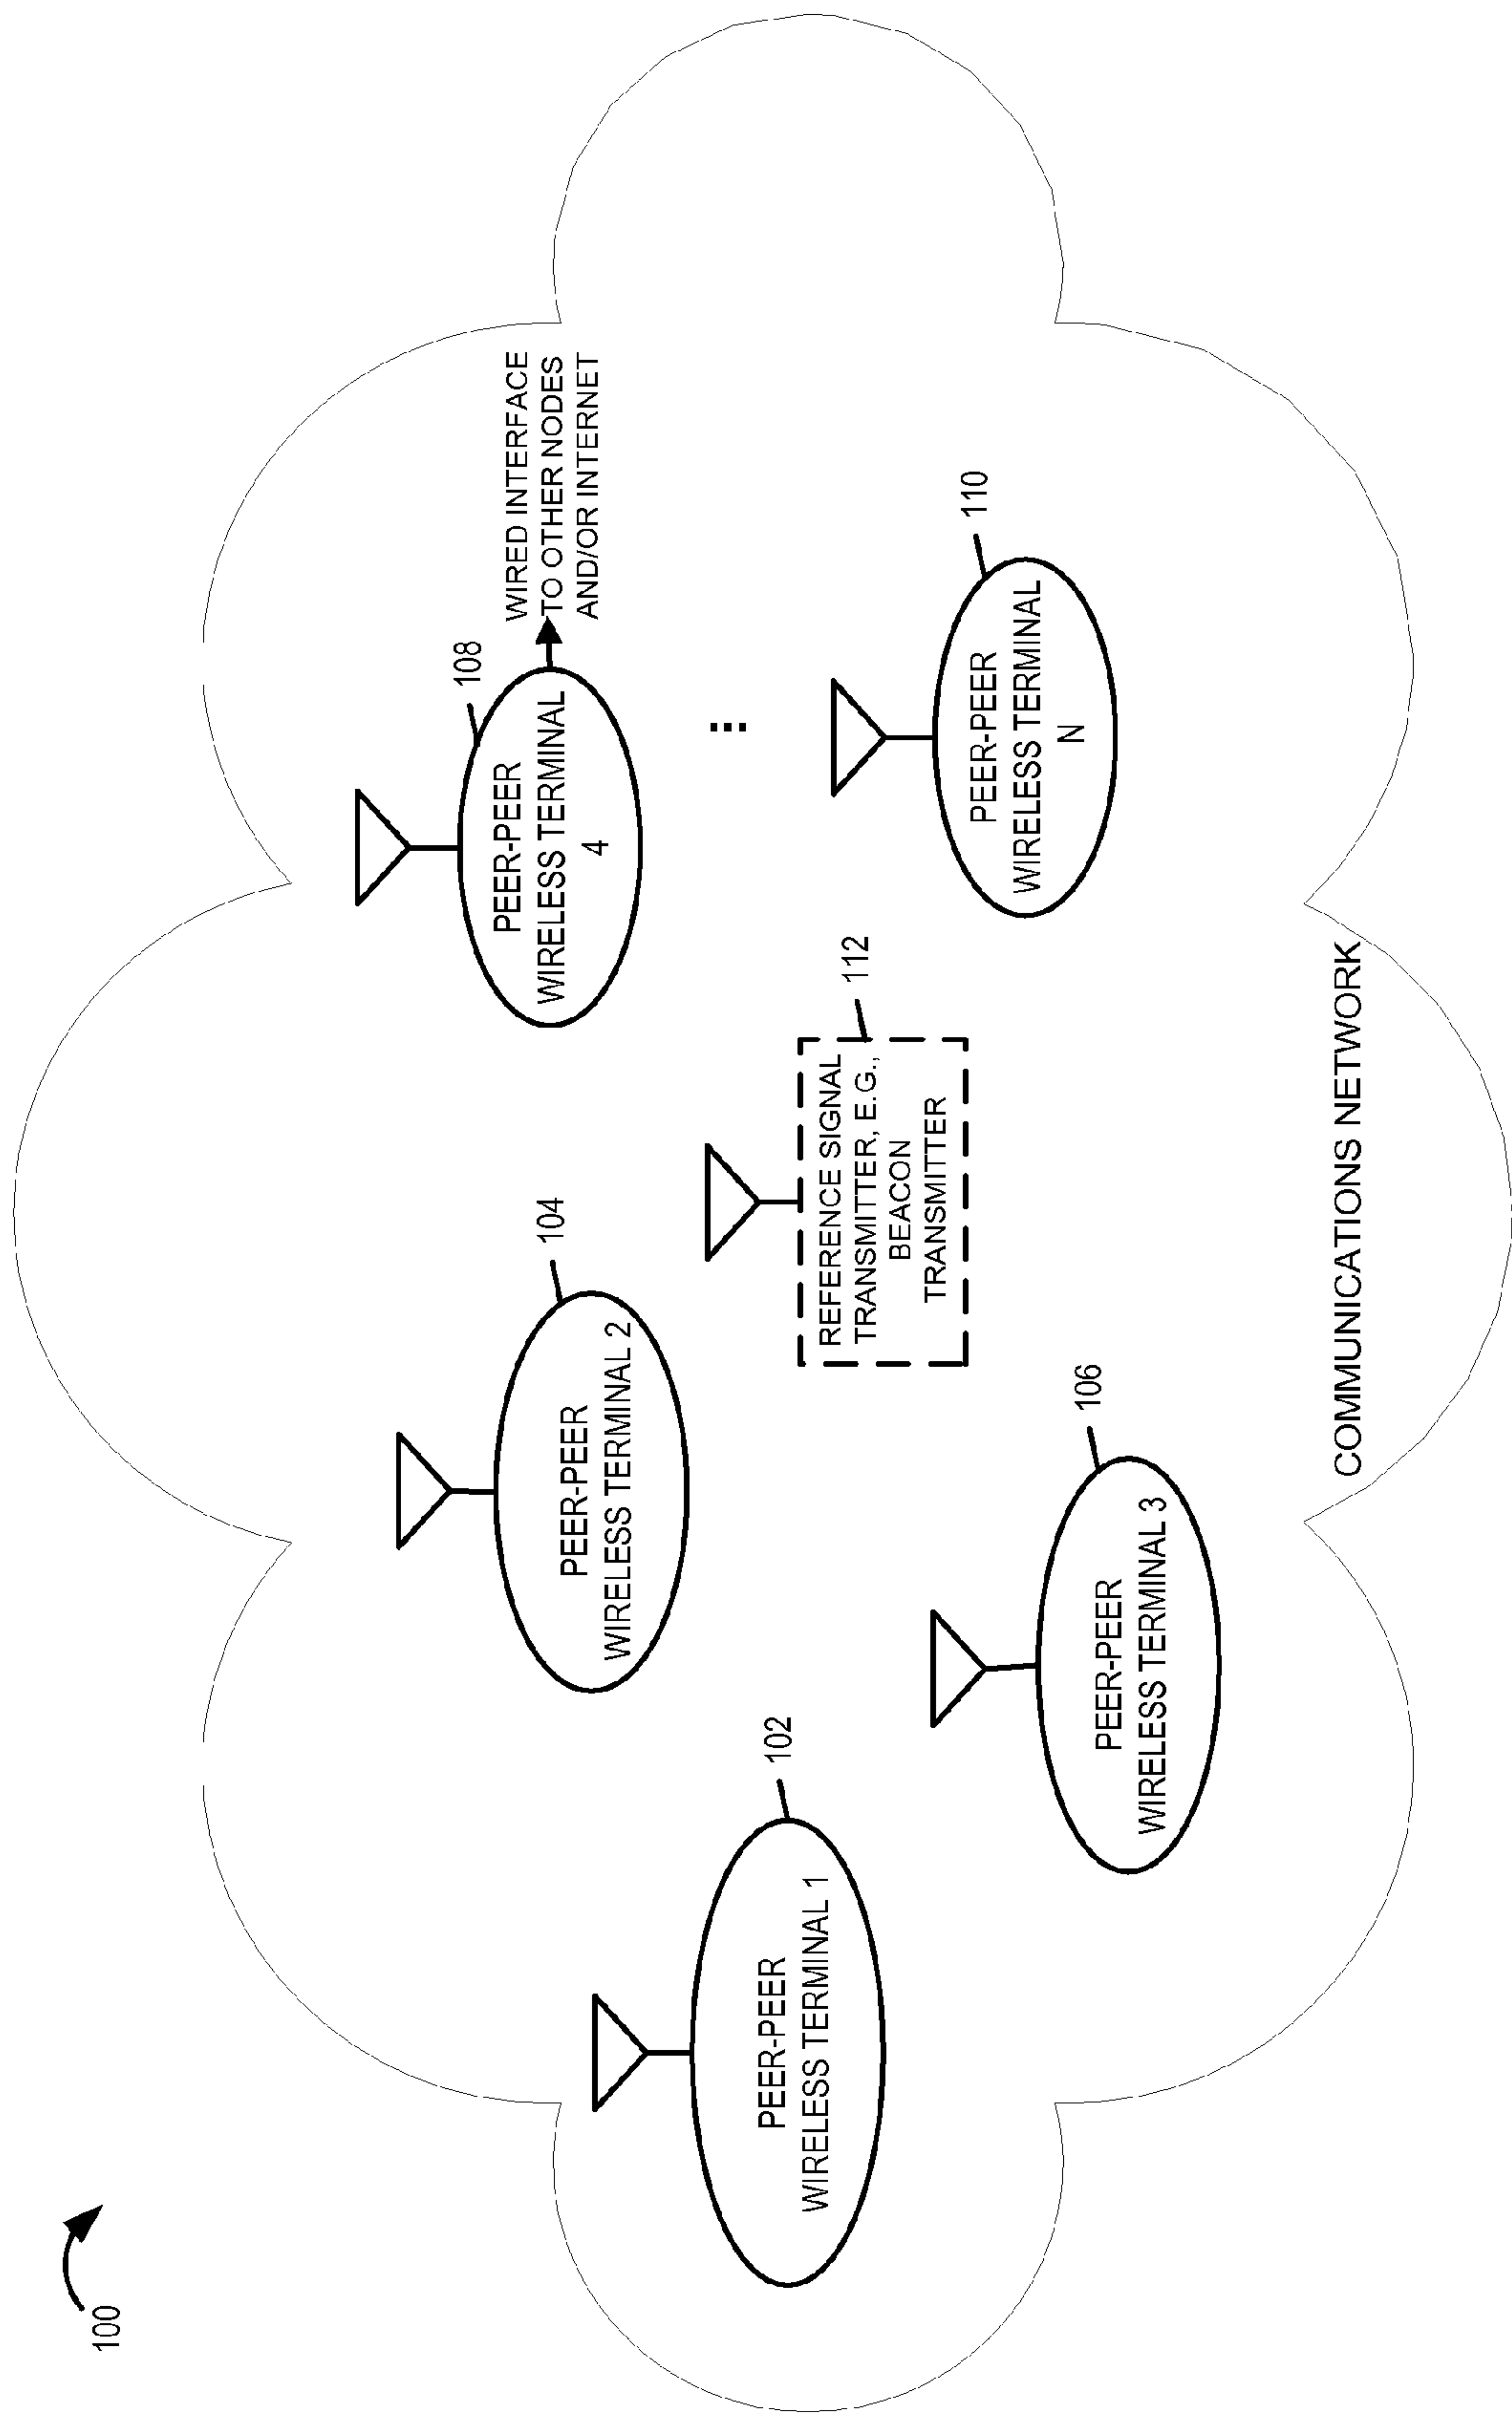 100
PEER-PEER
WIRELESS TERMINAL 1
102
PEER-PEER
WIRELESS TERMINAL 2
104
PEER-PEER
WIRELESS TERMINAL 3
106
REFERENCE SIGNAL
TRANSMITTER, E.G.,
BEACON
TRANSMITTER
112
PEER-PEER
WIRELESS TERMINAL
4
108
WIRED INTERFACE
TO OTHER NODES
AND/OR INTERNET
...
PEER-PEER
WIRELESS TERMINAL
N
110
COMMUNICATIONS NETWORK